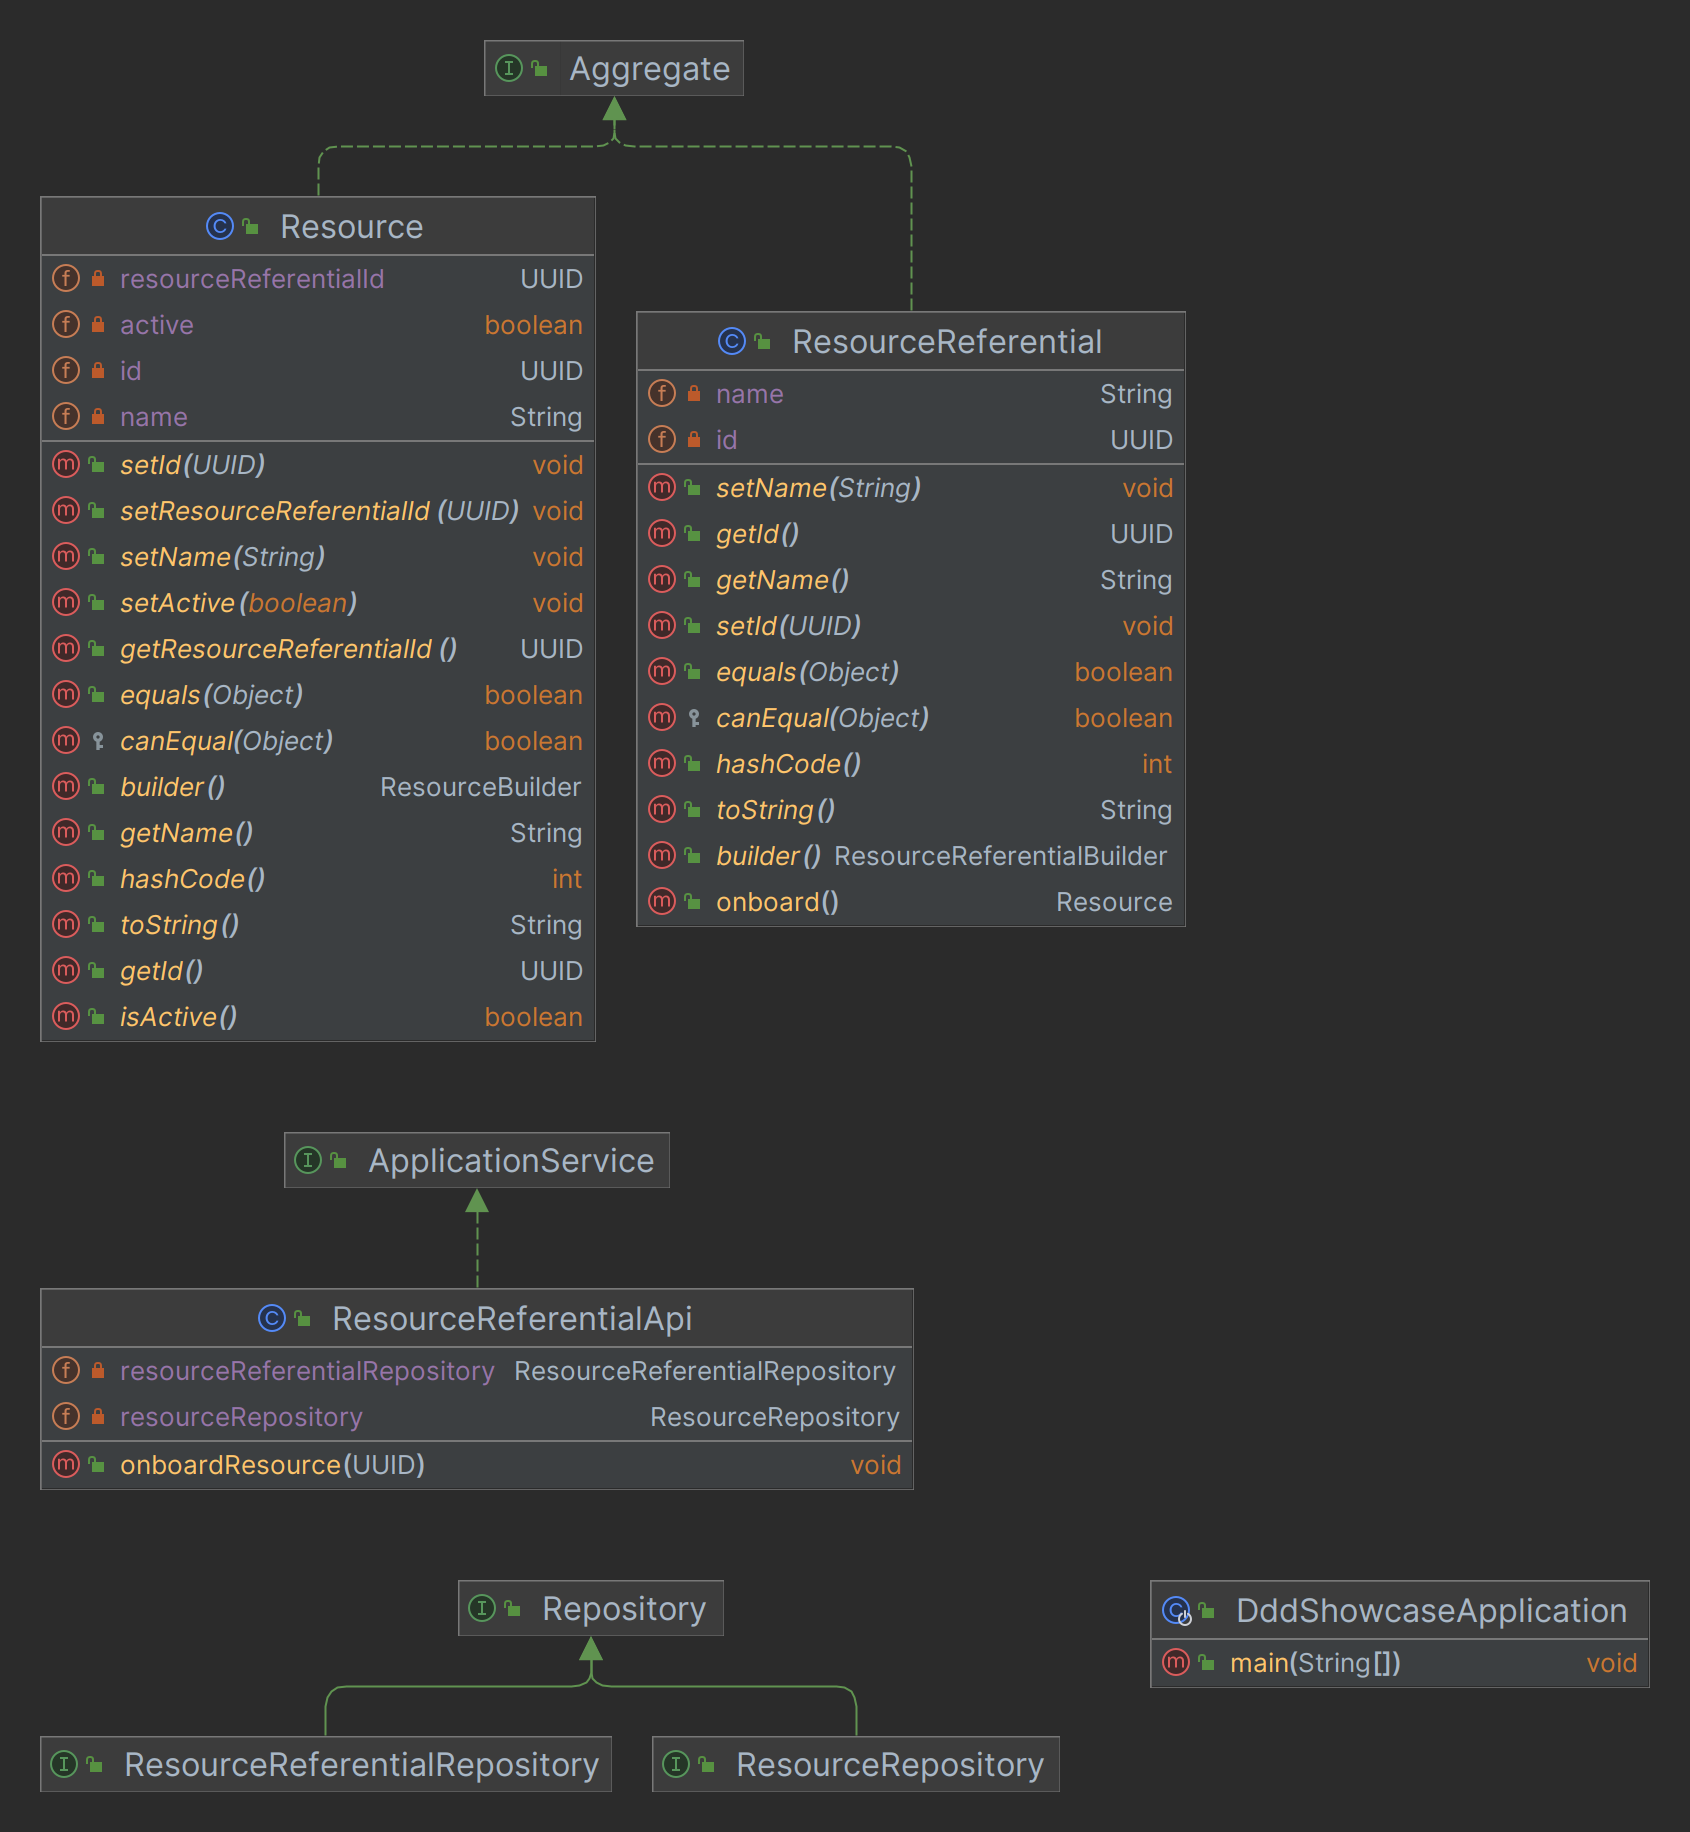 Aggregate
Resource
resourceReferentialId UUID
active boolean
id UUID
name String
setId(UUID) void
setResourceReferentialId (UUID) void
setName(String) void
setActive(boolean) void
getResourceReferentialId () UUID
equals(Object) boolean
canEqual(Object) boolean
builder() ResourceBuilder
getName() String
hashCode() int
toString() String
getId() UUID
isActive() boolean
ResourceReferential
name String
id UUID
setName(String) void
getId() UUID
getName() String
setId(UUID) void
equals(Object) boolean
canEqual(Object) boolean
hashCode() int
toString() String
builder() ResourceReferentialBuilder
onboard() Resource
ApplicationService
ResourceReferentialApi
resourceReferentialRepository ResourceReferentialRepository
resourceRepository ResourceRepository
onboardResource(UUID) void
Repository
ResourceReferentialRepository
ResourceRepository
DddShowcaseApplication
main(String[]) void